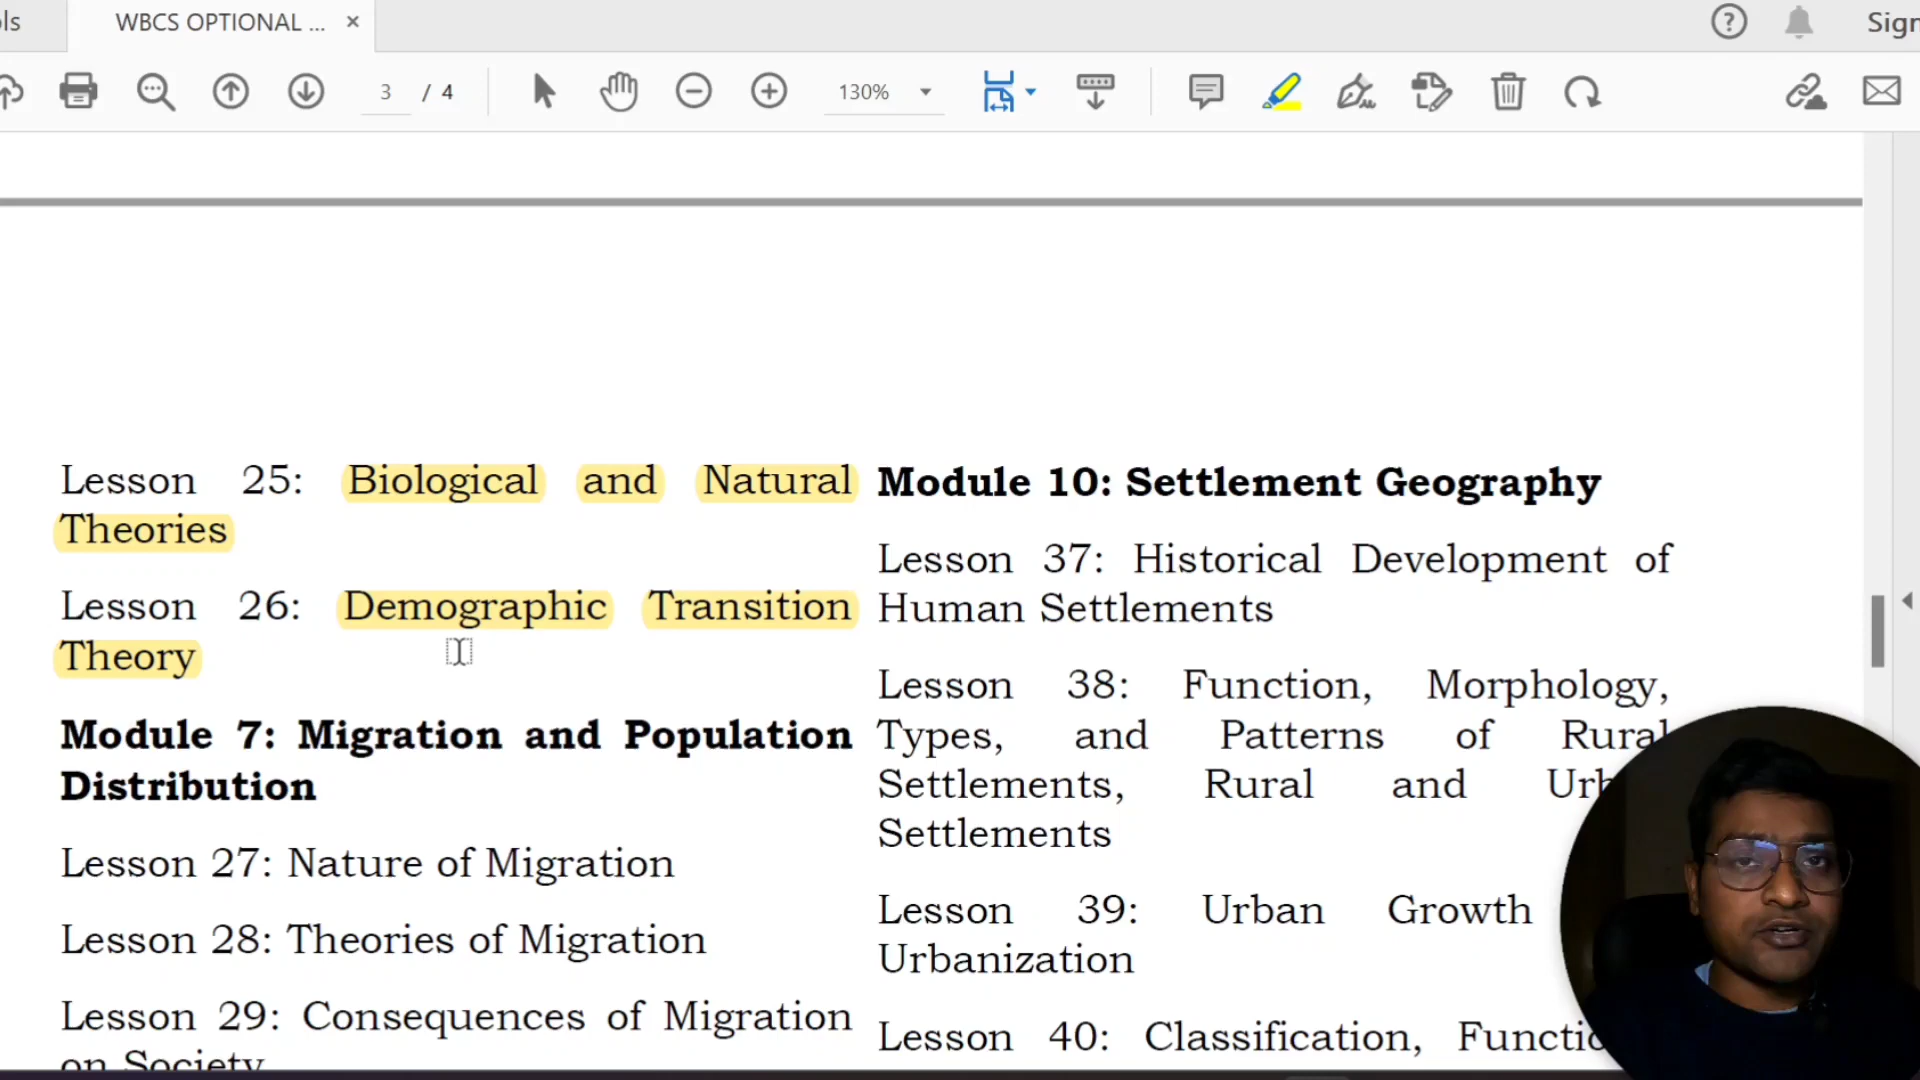 ls
WBCS OPTIONAL ...
3 / 4
130%
Lesson 25: Biological and Natural
Theories
Lesson 26: Demographic Transition
Theory
Module 7: Migration and Population
Distribution
Lesson 27: Nature of Migration
Lesson 28: Theories of Migration
Lesson 29: Consequences of Migration
on Society
Module 10: Settlement Geography
Lesson 37: Historical Development of
Human Settlements
Lesson 38: Function, Morphology,
Types, and Patterns of Rural
Settlements, Rural and
Settlements
Lesson 39: Urban Growth
Urbanization
Lesson 40: Classification,